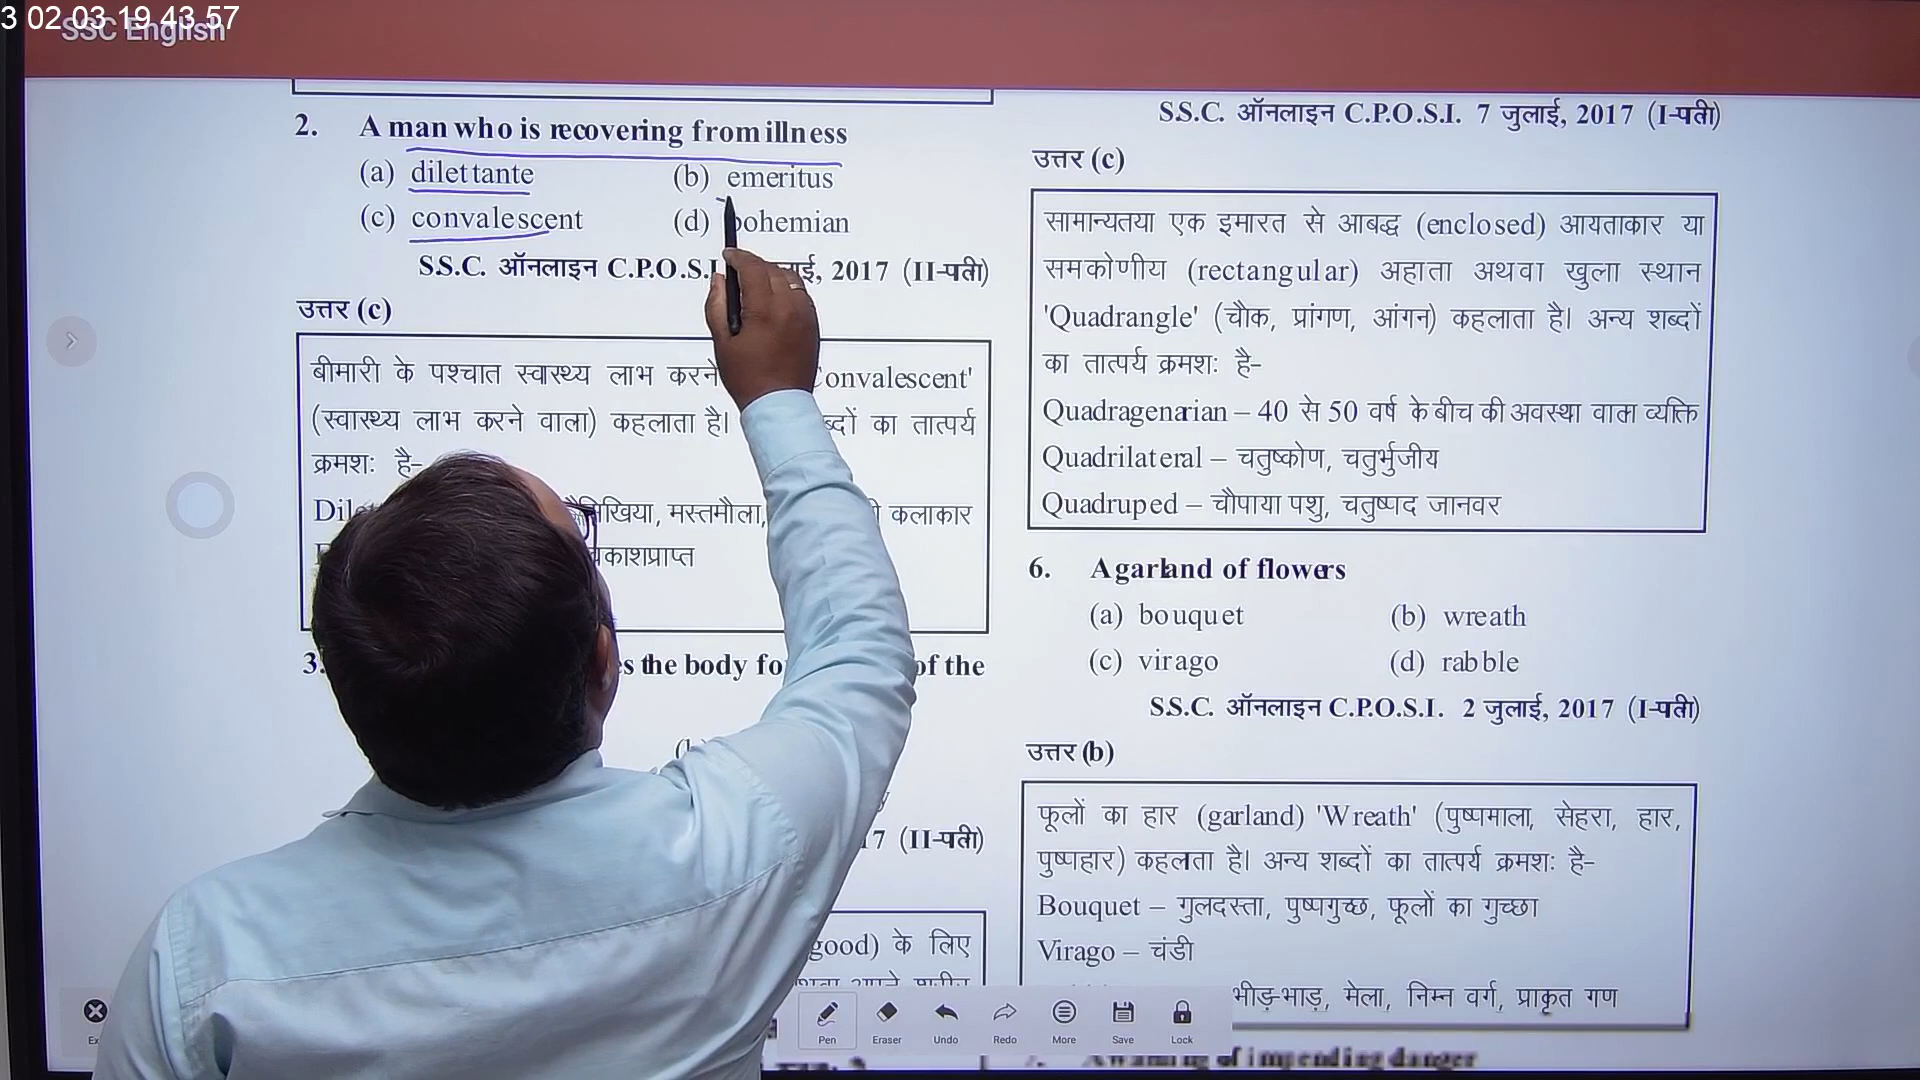 3 02 03 19 43 57
SSC English
2. A man who is recovering from illness
(a) dilettante (b) emeritus
(c) convalescent (d) bohemian
S.S.C. ऑनलाइन C.P.O.S.I. 2017 (II-पाली)
उत्तर (c)
बीमारी के पश्चात स्वास्थ्य लाभ करने Convalescent'
(स्वास्थ्य लाभ करने वाला) कहलाता है। का तात्पर्य
क्रमशः है-
मस्तमौला, कलाकार
3. the body of the
(b)
17 (II-पाली)
good) के लिए
S.S.C. ऑनलाइन C.P.O.S.I. 7 जुलाई, 2017 (I-पाली)
उत्तर (c)
सामान्यतया एक इमारत से आबद्ध (enclosed) आयताकार या
समकोणीय (rectangular) अहाता अथवा खुला स्थान
'Quadrangle' (चौक, प्रांगण, आंगन) कहलाता है। अन्य शब्दों
का तात्पर्य क्रमशः है-
Quadragenarian – 40 से 50 वर्ष के बीच की अवस्था वाला व्यक्ति
Quadrilateral – चतुष्कोण, चतुर्भुजीय
Quadruped – चौपाया पशु, चतुष्पद जानवर
6. A garland of flowers
(a) bouquet (b) wreath
(c) virago (d) rabble
S.S.C. ऑनलाइन C.P.O.S.I. 2 जुलाई, 2017 (I-पाली)
उत्तर (b)
फूलों का हार (garland) 'Wreath' (पुष्पमाला, सेहरा, हार,
पुष्पहार) कहलाता है। अन्य शब्दों का तात्पर्य क्रमशः है-
Bouquet – गुलदस्ता, पुष्पगुच्छ, फूलों का गुच्छा
Virago – चंडी
भीड़-भाड़, मेला, निम्न वर्ग, प्राकृत गण
of impending danger
Pen Eraser Undo Redo More Save Lock